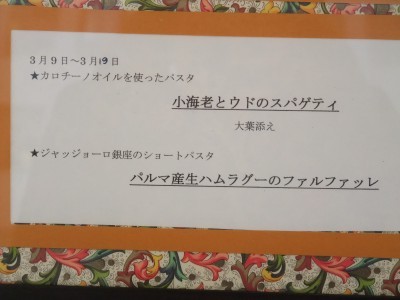 3月9日～3月19日
★カロチーノオイルを使ったパスタ
小海老とウドのスパゲティ
大葉添え
★ジャッジョーロ銀座のショートパスタ
パルマ産生ハムラグーのファルファッレ